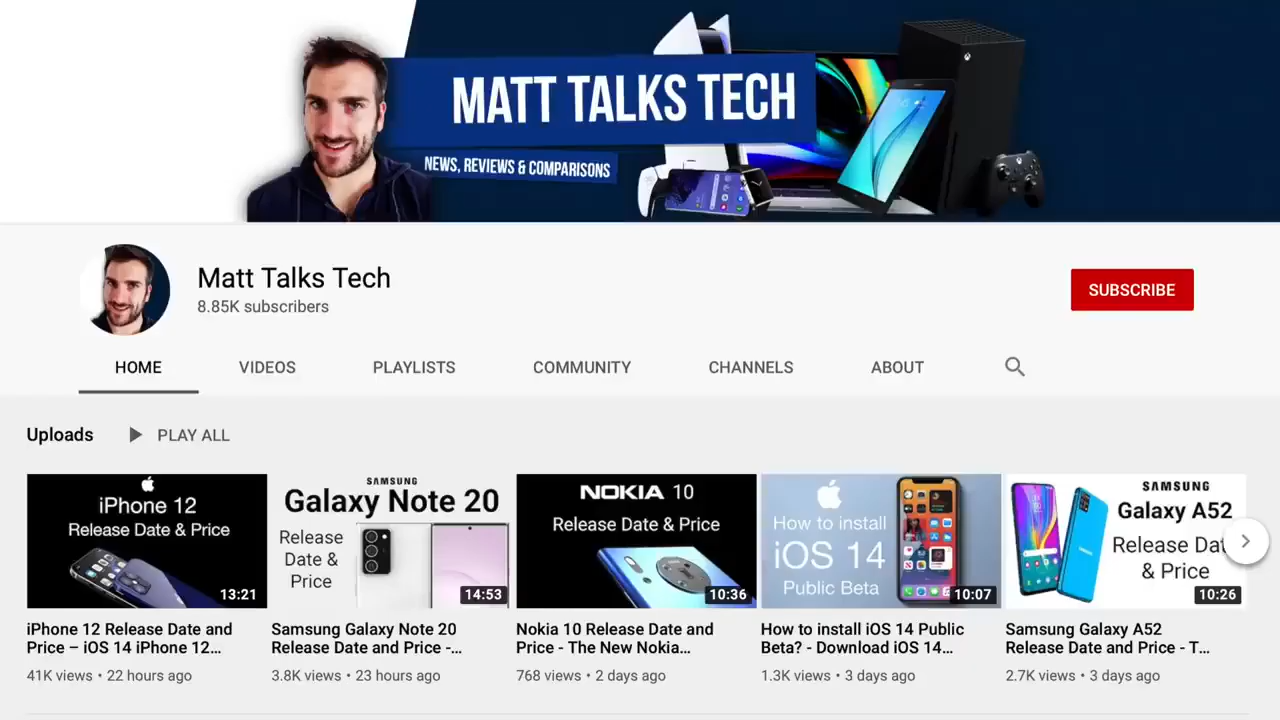 MATT TALKS TECH
NEWS, REVIEWS & COMPARISONS
Matt Talks Tech
8.85K subscribers
SUBSCRIBE
HOME
VIDEOS
PLAYLISTS
COMMUNITY
CHANNELS
ABOUT
Uploads
PLAY ALL
iPhone 12
Release Date & Price
13:21
iPhone 12 Release Date and
Price – iOS 14 iPhone 12...
41K views • 22 hours ago
SAMSUNG
Galaxy Note 20
Release
Date &
Price
14:53
Samsung Galaxy Note 20
Release Date and Price -...
3.8K views • 23 hours ago
NOKIA 10
Release Date & Price
10:36
Nokia 10 Release Date and
Price - The New Nokia...
768 views • 2 days ago
How to install
iOS 14
Public Beta
10:07
How to install iOS 14 Public
Beta? - Download iOS 14...
1.3K views • 3 days ago
SAMSUNG
Galaxy A52
Release Dat
& Price
10:26
Samsung Galaxy A52
Release Date and Price - T...
2.7K views • 3 days ago